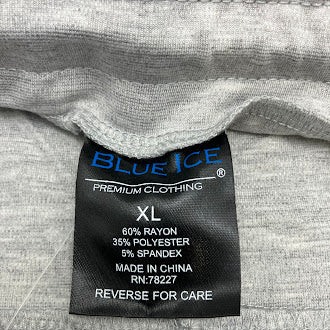 BLUE ICE
®
PREMIUM CLOTHING
XL
60% RAYON
35% POLYESTER
5% SPANDEX
MADE IN CHINA
RN:78227
REVERSE FOR CARE